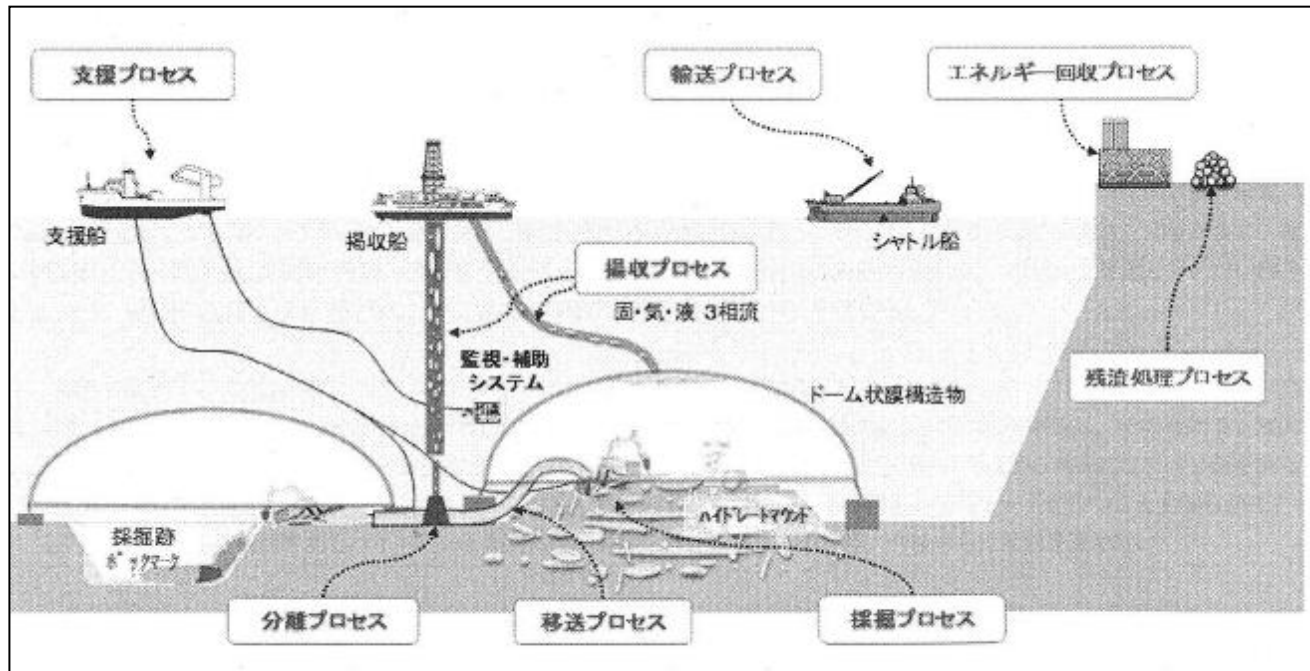 支援プロセス
輸送プロセス
エネルギー回収プロセス
支援船
揚収船
シャトル船
揚収プロセス
固・気・液 3相流
監視・補助
システム
ドーム状膜構造物
残渣処理プロセス
採掘跡
ポックマーク
ハイドレートマウンド
分離プロセス
移送プロセス
採掘プロセス